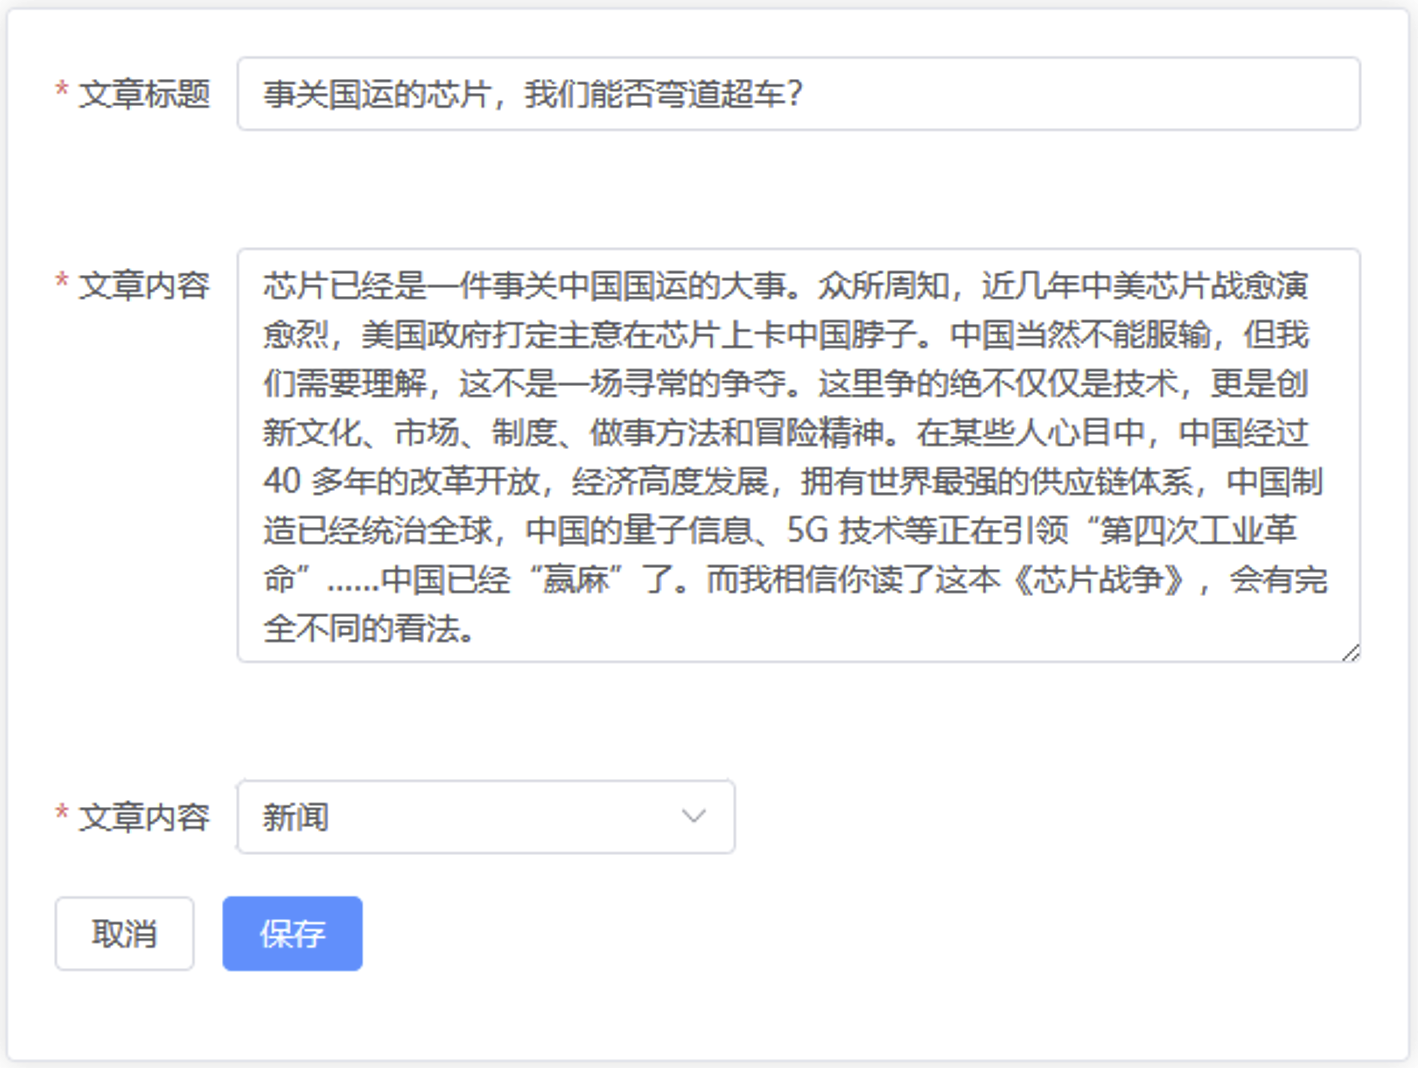 * 文章标题 事关国运的芯片，我们能否弯道超车？
* 文章内容 芯片已经是一件事关中国国运的大事。众所周知，近几年中美芯片战愈演
愈烈，美国政府打定主意在芯片上卡中国脖子。中国当然不能服输，但我
们需要理解，这不是一场寻常的争夺。这里争的绝不仅仅是技术，更是创
新文化、市场、制度、做事方法和冒险精神。在某些人心目中，中国经过
40 多年的改革开放，经济高度发展，拥有世界最强的供应链体系，中国制
造已经统治全球，中国的量子信息、5G 技术等正在引领“第四次工业革
命”……中国已经“赢麻”了。而我相信你读了这本《芯片战争》，会有完
全不同的看法。
* 文章内容 新闻
取消 保存